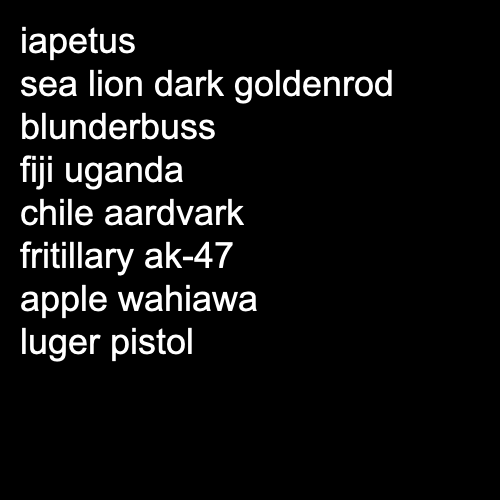 iapetus
sea lion dark goldenrod
blunderbuss
fiji uganda
chile aardvark
fritillary ak-47
apple wahiawa
luger pistol